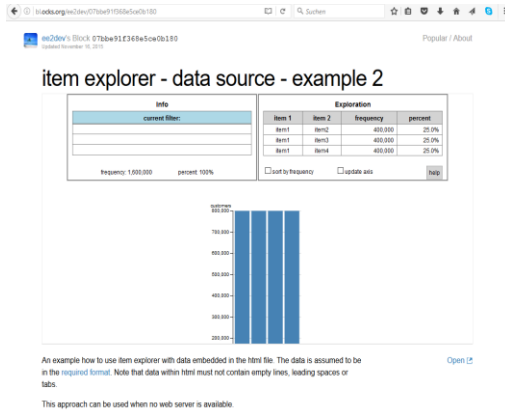 bl.ocks.org/ee2dev/07bbe91f368e5ce0b180
Suchen
ee2dev's Block 07bbe91f368e5ce0b180
Popular / About
Updated November 16, 2015
item explorer - data source - example 2
Info
current filter:
frequency: 1,600,000 percent: 100%
Exploration
item 1 item 2 frequency percent
item1 item2 400,000 25.0%
item1 item3 400,000 25.0%
item1 item4 400,000 25.0%
sort by frequency update axis help
customers
800,000
700,000
600,000
500,000
400,000
300,000
200,000
An example how to use item explorer with data embedded in the html file. The data is assumed to be
in the required format. Note that data within html must not contain empty lines, leading spaces or
tabs.
Open
This approach can be used when no web server is available.